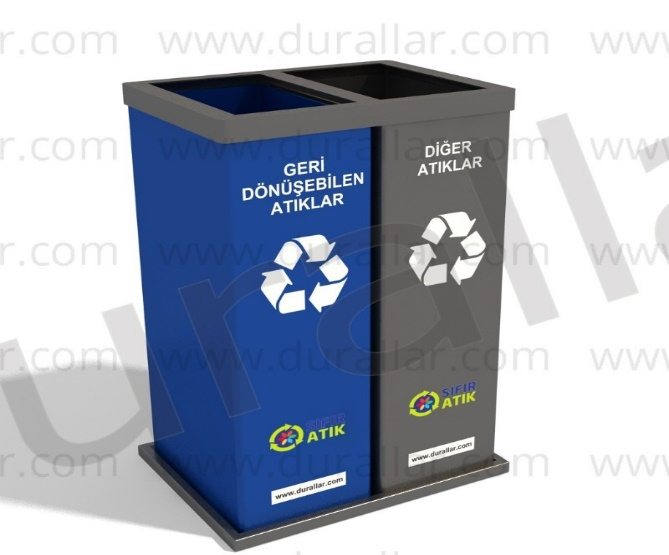 www.durallar.com
GERİ
DÖNÜŞEBİLEN
ATIKLAR
DİĞER
ATIKLAR
SIFIR
ATIK
SIFIR
ATIK
www.durallar.com
www.durallar.com